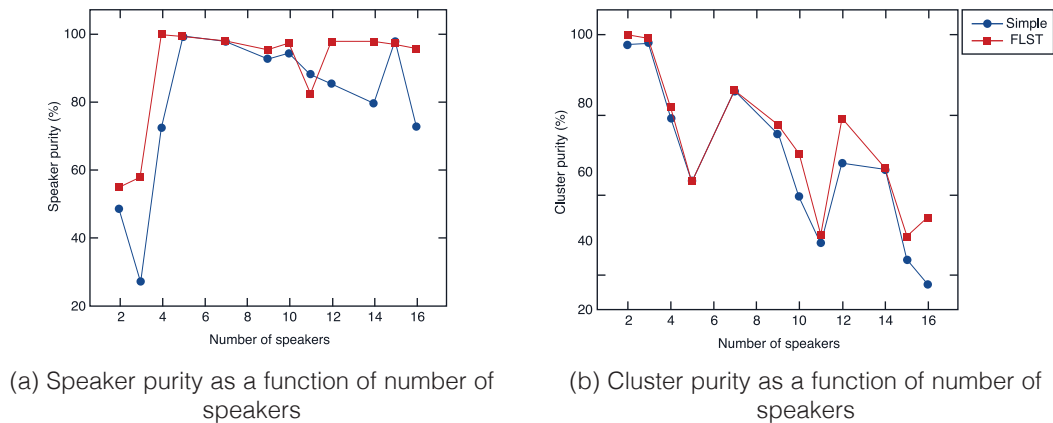 100
80
60
40
20
Speaker purity (%)
2 4 6 8 10 12 14 16
Number of speakers
(a) Speaker purity as a function of number of
speakers
100
80
60
40
20
Cluster purity (%)
2 4 6 8 10 12 14 16
Number of speakers
(b) Cluster purity as a function of number of
speakers
Simple
FLST